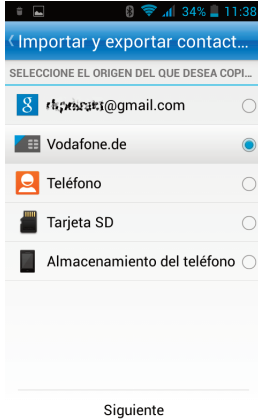 34% 11:38
Importar y exportar contact...
SELECCIONE EL ORIGEN DEL QUE DESEA COPI...
8 @gmail.com
Vodafone.de
Teléfono
Tarjeta SD
Almacenamiento del teléfono
Siguiente